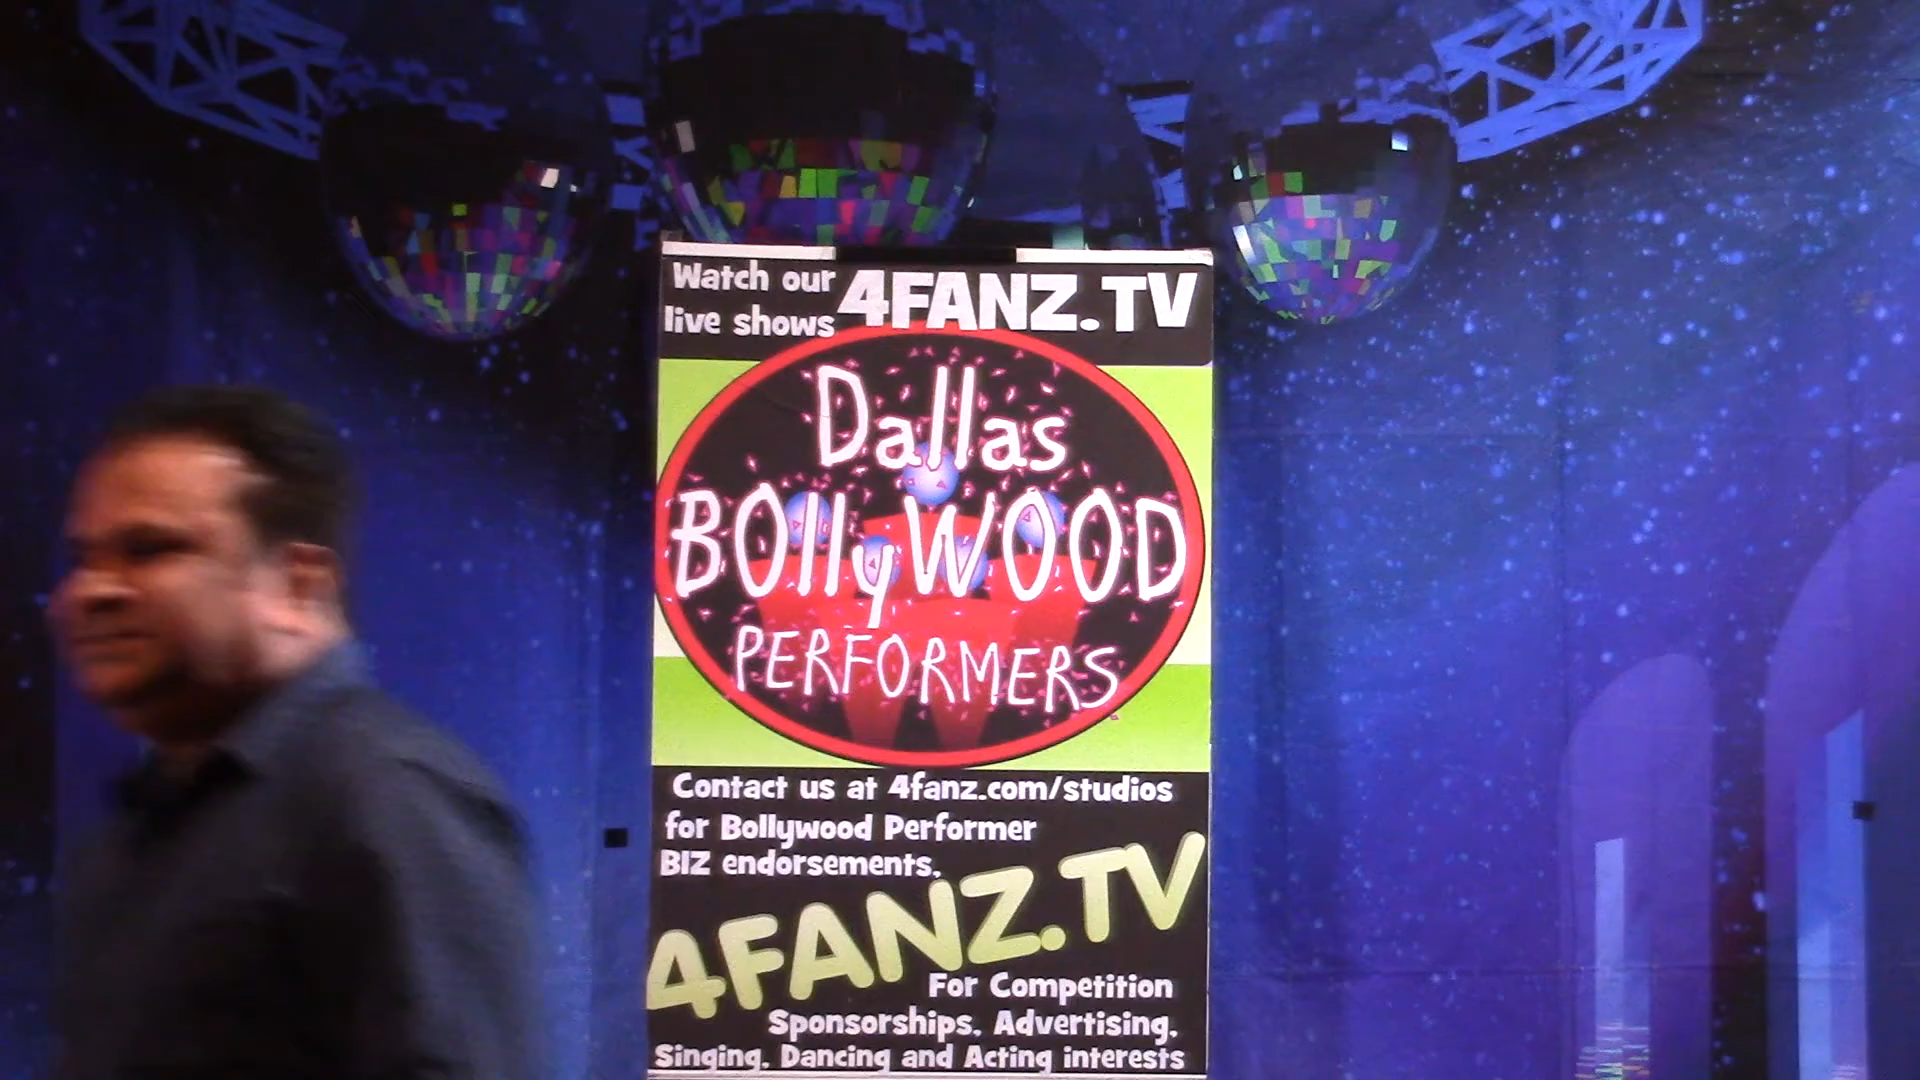 Watch our
live shows
4FANZ.TV
Dallas
BOllyWOOD
PERFORMERS
Contact us at 4fanz.com/studios
for Bollywood Performer
BIZ endorsements,
4FANZ.TV
For Competition
Sponsorships, Advertising,
Singing, Dancing and Acting interests